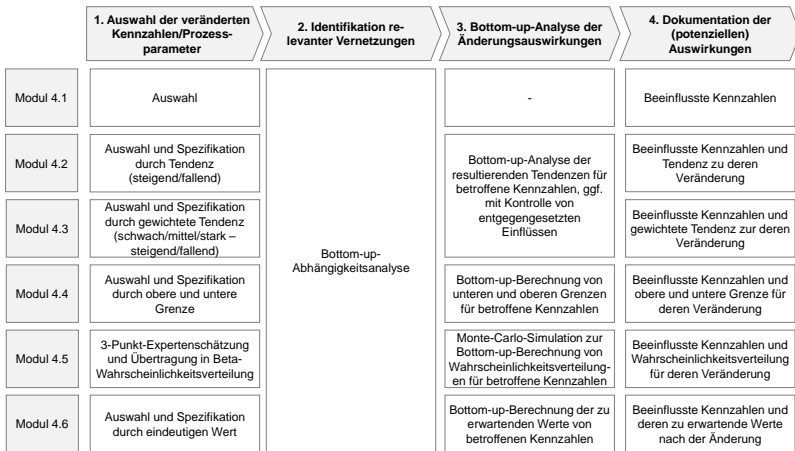 1. Auswahl der veränderten
Kennzahlen/Prozess-
parameter
2. Identifikation re-
levanter Vernetzungen
3. Bottom-up-Analyse der
Änderungsauswirkungen
4. Dokumentation der
(potenziellen)
Auswirkungen
Modul 4.1
Auswahl
-
Beeinflusste Kennzahlen
Modul 4.2
Auswahl und Spezifikation
durch Tendenz
(steigend/fallend)
Bottom-up-Analyse der
resultierenden Tendenzen für
betroffene Kennzahlen, ggf.
mit Kontrolle von
entgegengesetzten
Einflüssen
Beeinflusste Kennzahlen und
Tendenz zu deren
Veränderung
Modul 4.3
Auswahl und Spezifikation
durch gewichtete Tendenz
(schwach/mittel/stark –
steigend/fallend)
Beeinflusste Kennzahlen und
gewichtete Tendenz zur deren
Veränderung
Bottom-up-
Abhängigkeitsanalyse
Modul 4.4
Auswahl und Spezifikation
durch obere und untere
Grenze
Bottom-up-Berechnung von
unteren und oberen Grenzen
für betroffene Kennzahlen
Beeinflusste Kennzahlen und
obere und untere Grenze für
deren Veränderung
Modul 4.5
3-Punkt-Expertenschätzung
und Übertragung in Beta-
Wahrscheinlichkeitsverteilung
Monte-Carlo-Simulation zur
Bottom-up-Berechnung von
Wahrscheinlichkeitsverteilung-
en für betroffene Kennzahlen
Beeinflusste Kennzahlen und
Wahrscheinlichkeitsverteilung
für deren Veränderung
Modul 4.6
Auswahl und Spezifikation
durch eindeutigen Wert
Bottom-up-Berechnung der zu
erwartenden Werte von
betroffenen Kennzahlen
Beeinflusste Kennzahlen und
deren zu erwartende Werte
nach der Änderung